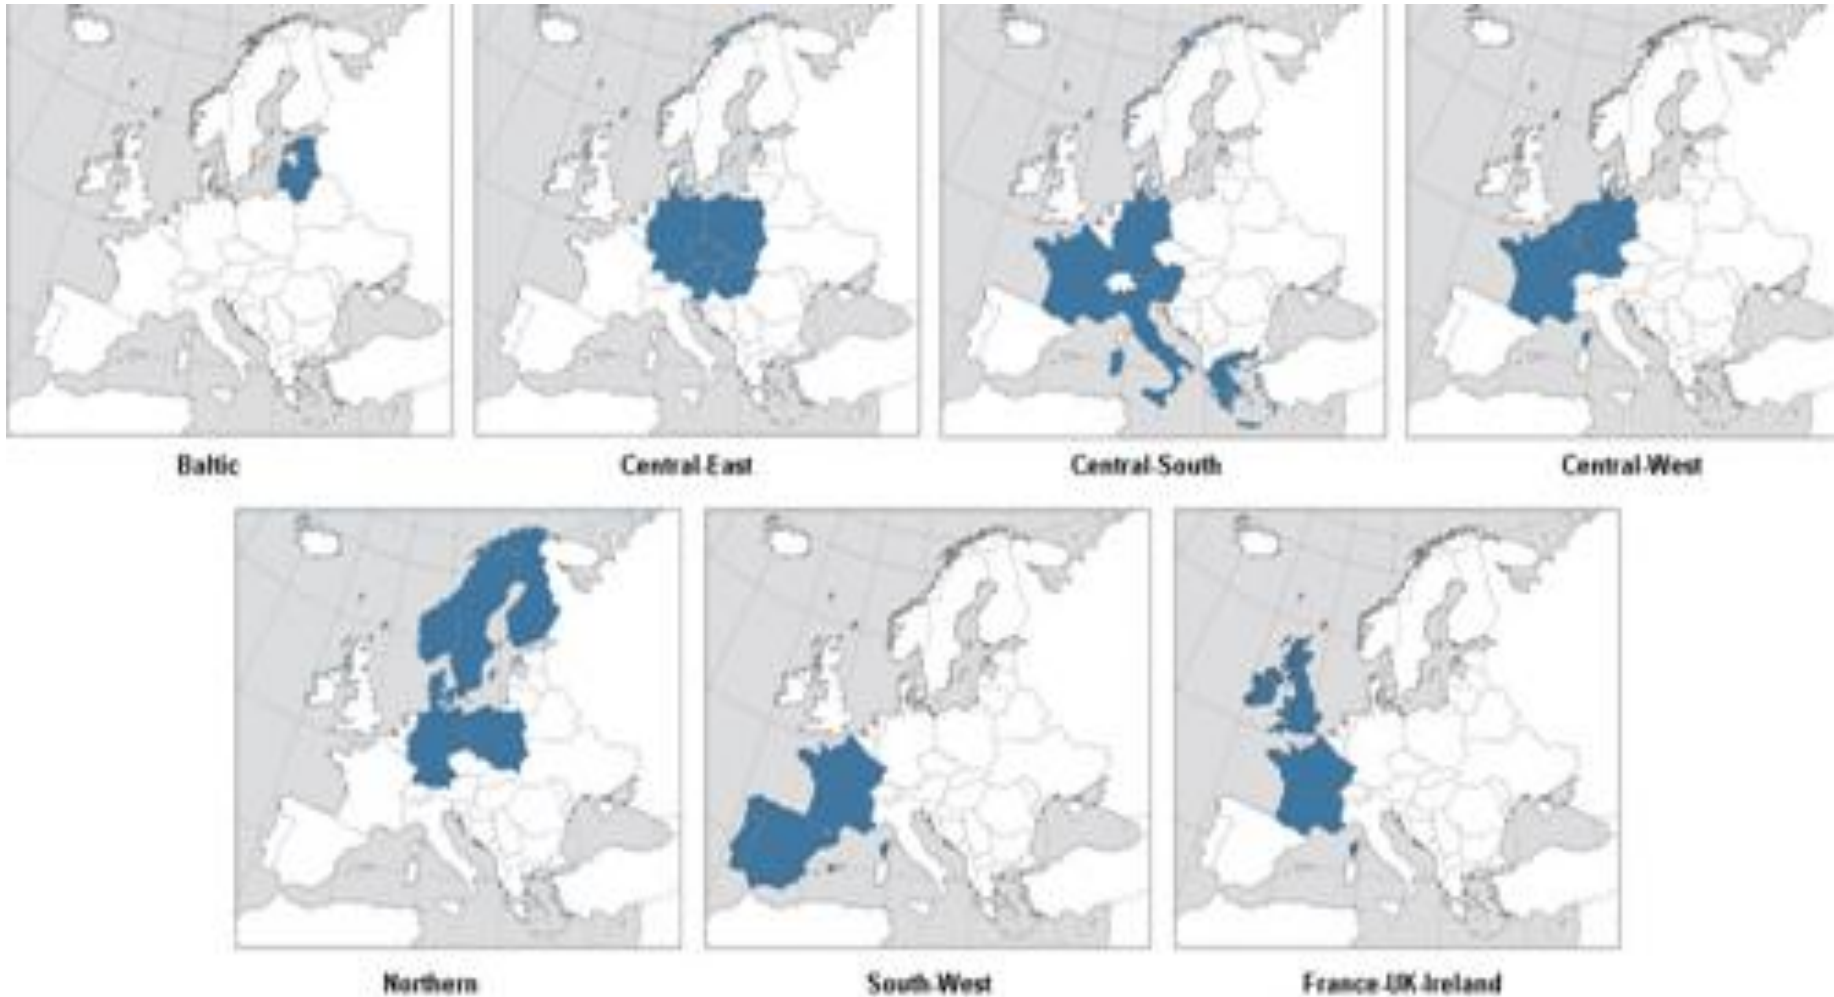 Baltic
Central-East
Central-South
Central-West
Northern
South-West
France-UK-Ireland